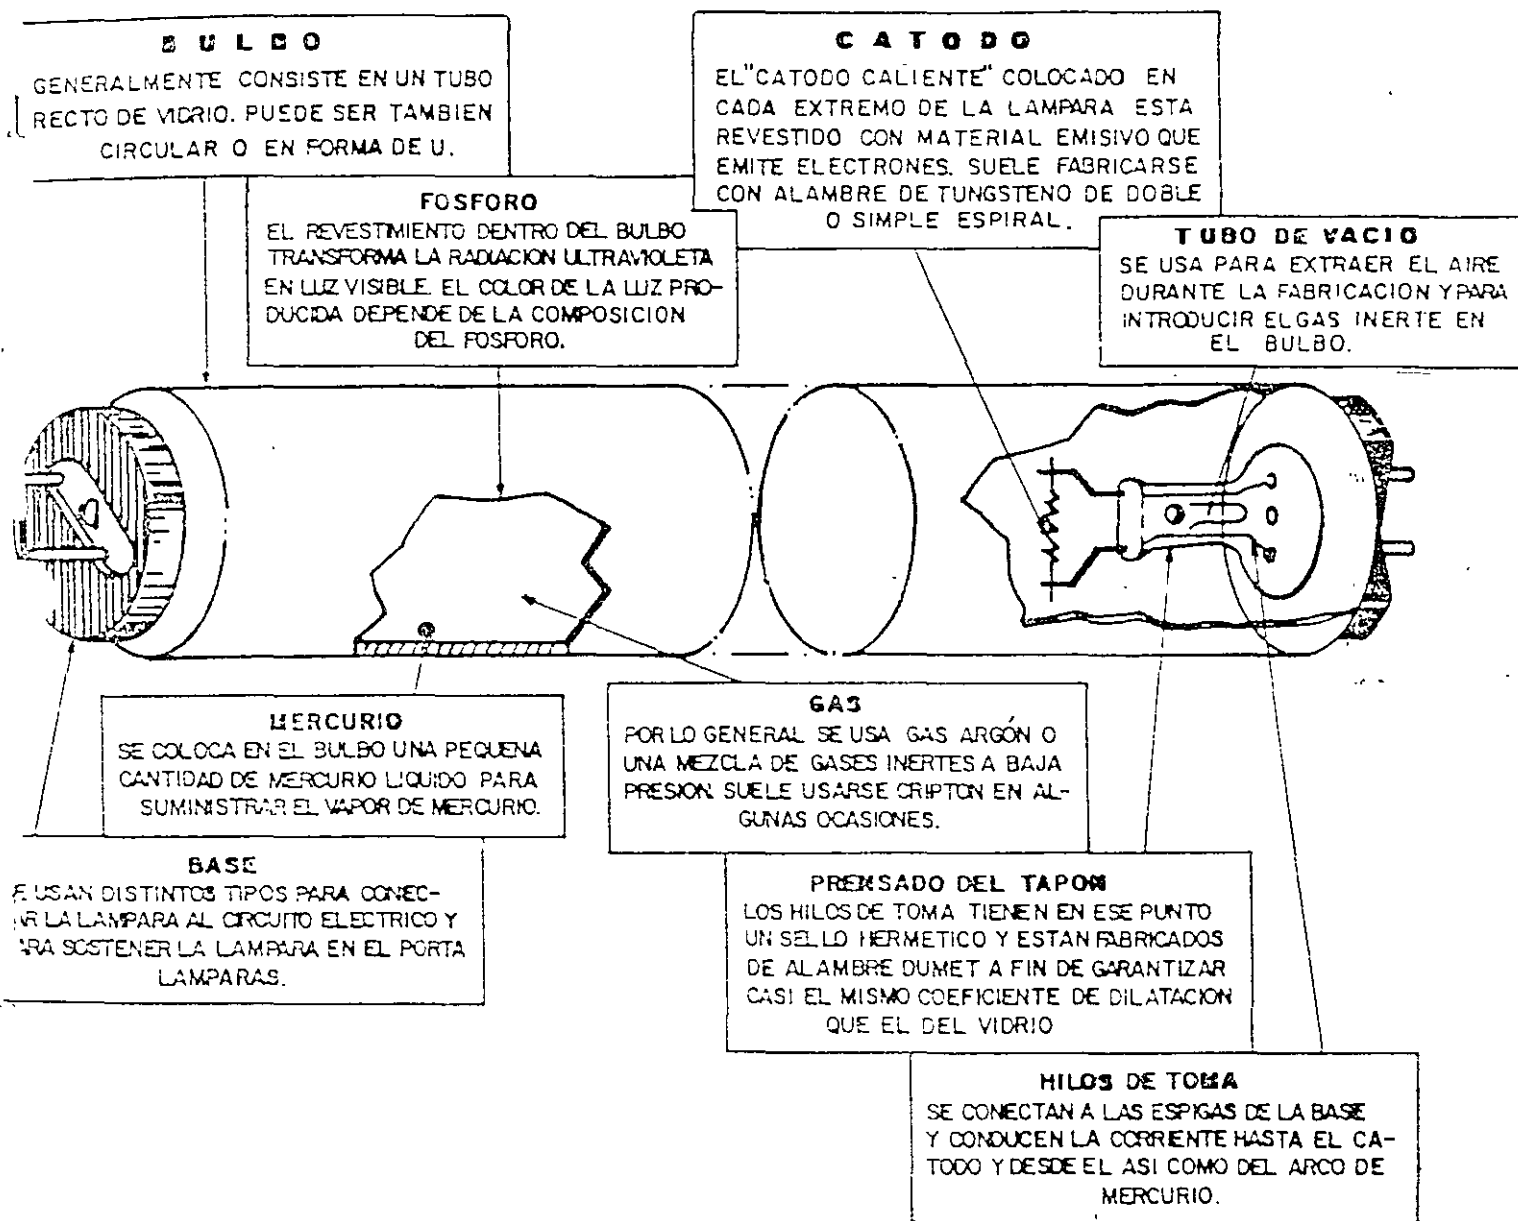 BULBO
GENERALMENTE CONSISTE EN UN TUBO
RECTO DE VIDRIO. PUEDE SER TAMBIEN
CIRCULAR O EN FORMA DE U.
CATODO
EL "CATODO CALIENTE" COLOCADO EN
CADA EXTREMO DE LA LAMPARA ESTA
REVESTIDO CON MATERIAL EMISIVO QUE
EMITE ELECTRONES. SUELE FABRICARSE
CON ALAMBRE DE TUNGSTENO DE DOBLE
O SIMPLE ESPIRAL.
FOSFORO
EL REVESTIMIENTO DENTRO DEL BULBO
TRANSFORMA LA RADIACION ULTRAVIOLETA
EN LUZ VISIBLE. EL COLOR DE LA LUZ PRO-
DUCIDA DEPENDE DE LA COMPOSICION
DEL FOSFORO.
TUBO DE VACIO
SE USA PARA EXTRAER EL AIRE
DURANTE LA FABRICACION Y PARA
INTRODUCIR EL GAS INERTE EN
EL BULBO.
MERCURIO
SE COLOCA EN EL BULBO UNA PEQUENA
CANTIDAD DE MERCURIO LIQUIDO PARA
SUMINISTRAR EL VAPOR DE MERCURIO.
GAS
POR LO GENERAL SE USA GAS ARGÓN O
UNA MEZCLA DE GASES INERTES A BAJA
PRESION. SUELE USARSE CRIPTON EN AL-
GUNAS OCASIONES.
BASE
E USAN DISTINTOS TIPOS PARA CONEC-
AR LA LAMPARA AL CIRCUITO ELECTRICO Y
ARA SOSTENER LA LAMPARA EN EL PORTA
LAMPARAS.
PRENSADO DEL TAPON
LOS HILOS DE TOMA TIENEN EN ESE PUNTO
UN SELLO HERMETICO Y ESTAN FABRICADOS
DE ALAMBRE DUMET A FIN DE GARANTIZAR
CASI EL MISMO COEFICIENTE DE DILATACION
QUE EL DEL VIDRIO
HILOS DE TOMA
SE CONECTAN A LAS ESPIGAS DE LA BASE
Y CONDUCEN LA CORRIENTE HASTA EL CA-
TODO Y DESDE EL ASI COMO DEL ARCO DE
MERCURIO.